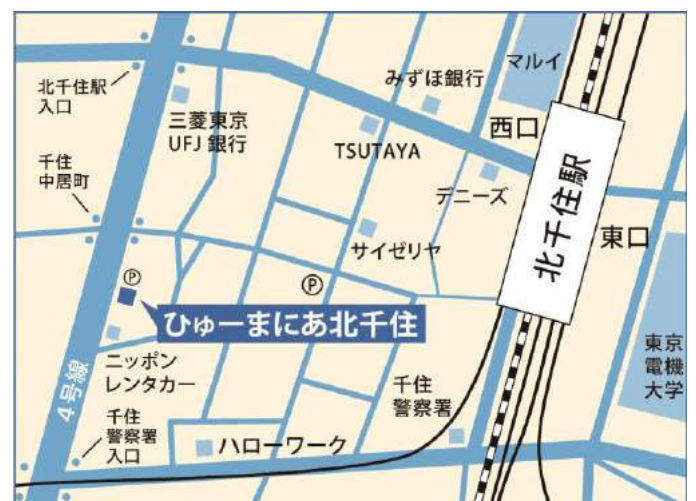 マルイ
北千住駅
入口
みずほ銀行
三菱東京
UFJ 銀行
西口
TSUTAYA
千住
中居町
デニーズ
北千住駅
東口
サイゼリヤ
Ⓟ
Ⓟ
ひゅーまにあ北千住
ニッポン
レンタカー
東京
電機
大学
4号線
千住
警察署
千住
警察署
入口
ハローワーク